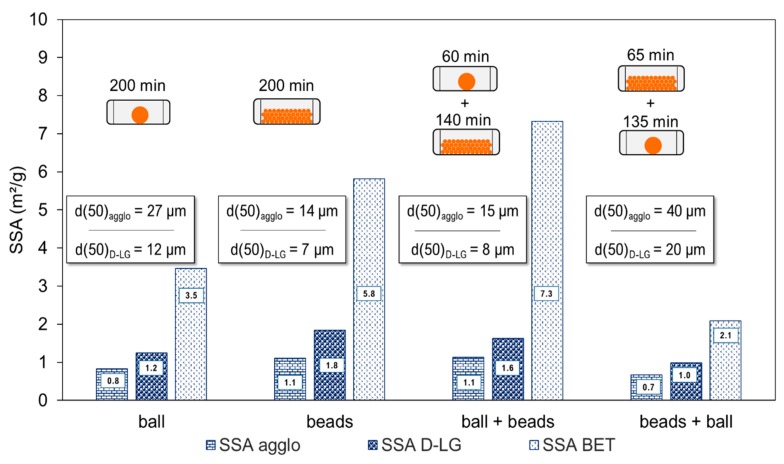 SSA (m²/g)
10
9
8
7
6
5
4
3
2
1
0
200 min
200 min
60 min
+
140 min
65 min
+
135 min
d(50)agglo = 27 µm
d(50)D-LG = 12 µm
d(50)agglo = 14 µm
d(50)D-LG = 7 µm
d(50)agglo = 15 µm
d(50)D-LG = 8 µm
d(50)agglo = 40 µm
d(50)D-LG = 20 µm
0.8
1.2
3.5
1.1
1.8
5.8
1.1
1.6
7.3
0.7
1.0
2.1
ball
beads
ball + beads
beads + ball
SSA agglo
SSA D-LG
SSA BET